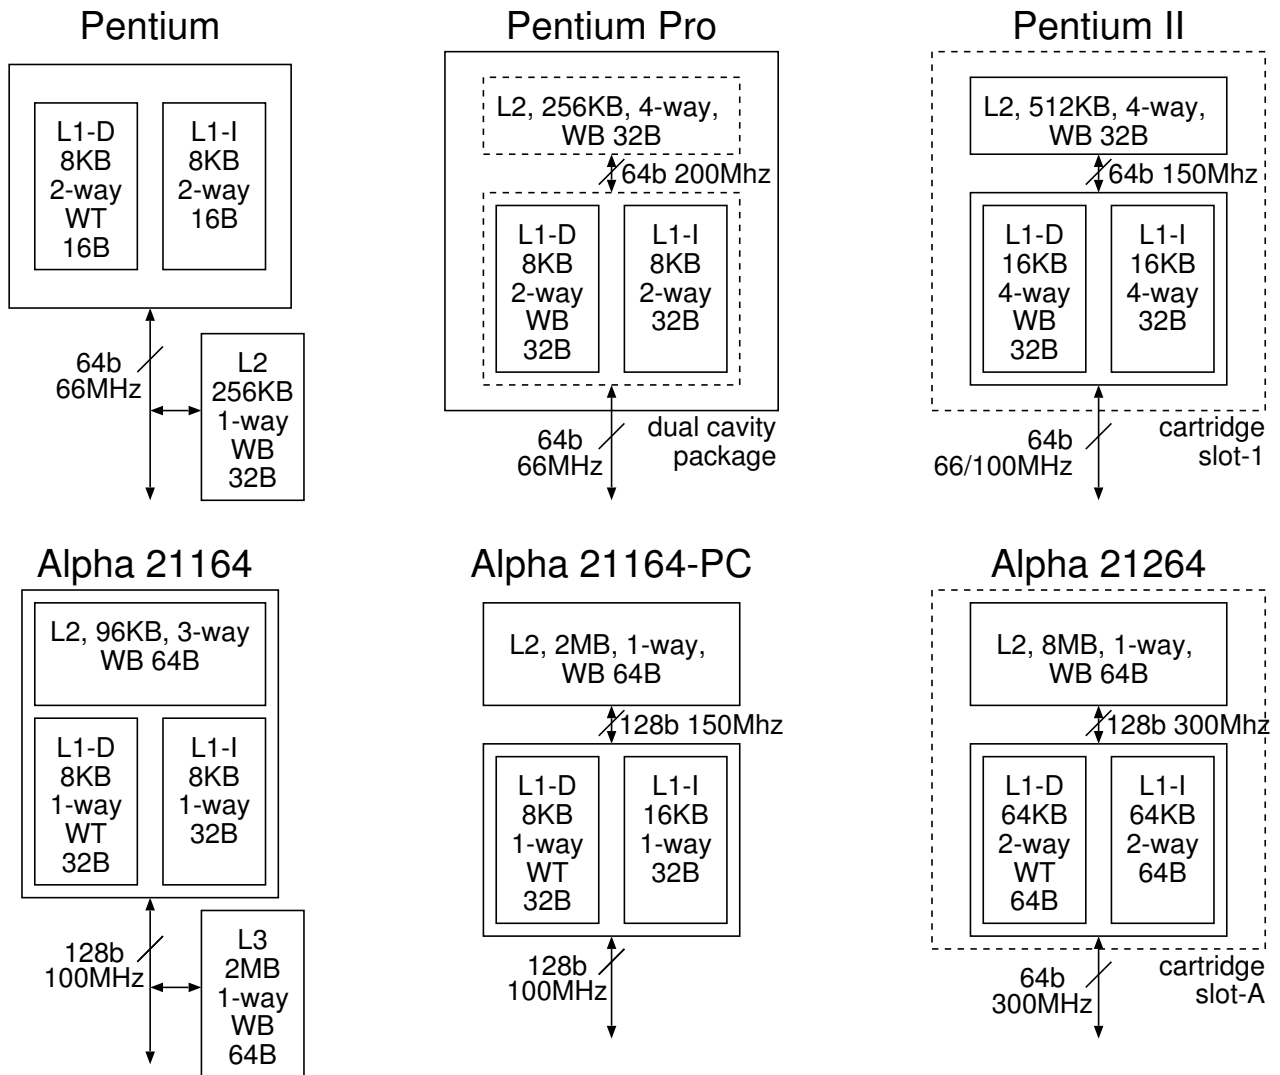 Pentium
L1-D
8KB
2-way
WT
16B
L1-I
8KB
2-way
16B
64b
66MHz
L2
256KB
1-way
WB
32B
Pentium Pro
L2, 256KB, 4-way,
WB 32B
64b 200Mhz
L1-D
8KB
2-way
WB
32B
L1-I
8KB
2-way
32B
64b
66MHz
dual cavity
package
Pentium II
L2, 512KB, 4-way,
WB 32B
64b 150Mhz
L1-D
16KB
4-way
WB
32B
L1-I
16KB
4-way
32B
64b
66/100MHz
cartridge
slot-1
Alpha 21164
L2, 96KB, 3-way
WB 64B
L1-D
8KB
1-way
WT
32B
L1-I
8KB
1-way
32B
128b
100MHz
L3
2MB
1-way
WB
64B
Alpha 21164-PC
L2, 2MB, 1-way,
WB 64B
128b 150Mhz
L1-D
8KB
1-way
WT
32B
L1-I
16KB
1-way
32B
128b
100MHz
Alpha 21264
L2, 8MB, 1-way,
WB 64B
128b 300Mhz
L1-D
64KB
2-way
WT
64B
L1-I
64KB
2-way
64B
64b
300MHz
cartridge
slot-A